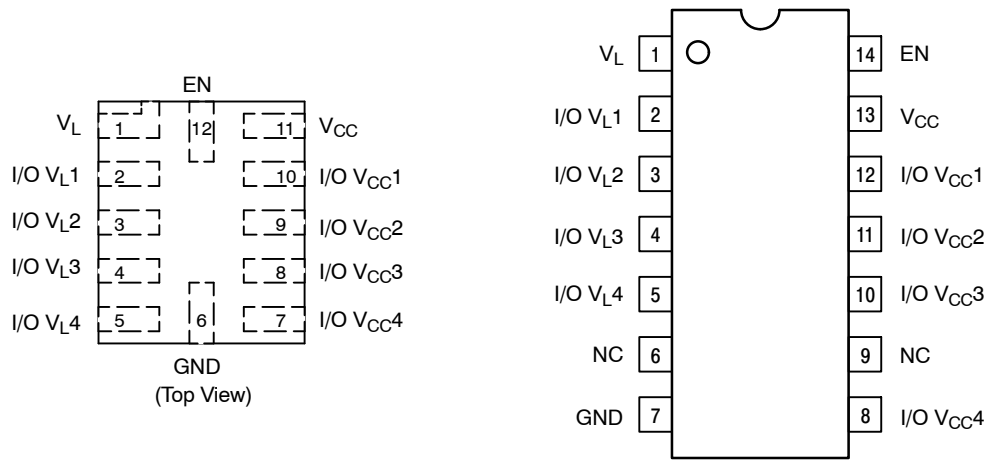 EN
V_L 1 12 11 V_CC
I/O V_L1 2 10 I/O V_CC1
I/O V_L2 3 9 I/O V_CC2
I/O V_L3 4 8 I/O V_CC3
I/O V_L4 5 6 7 I/O V_CC4
GND
(Top View)
V_L 1 14 EN
I/O V_L1 2 13 V_CC
I/O V_L2 3 12 I/O V_CC1
I/O V_L3 4 11 I/O V_CC2
I/O V_L4 5 10 I/O V_CC3
NC 6 9 NC
GND 7 8 I/O V_CC4